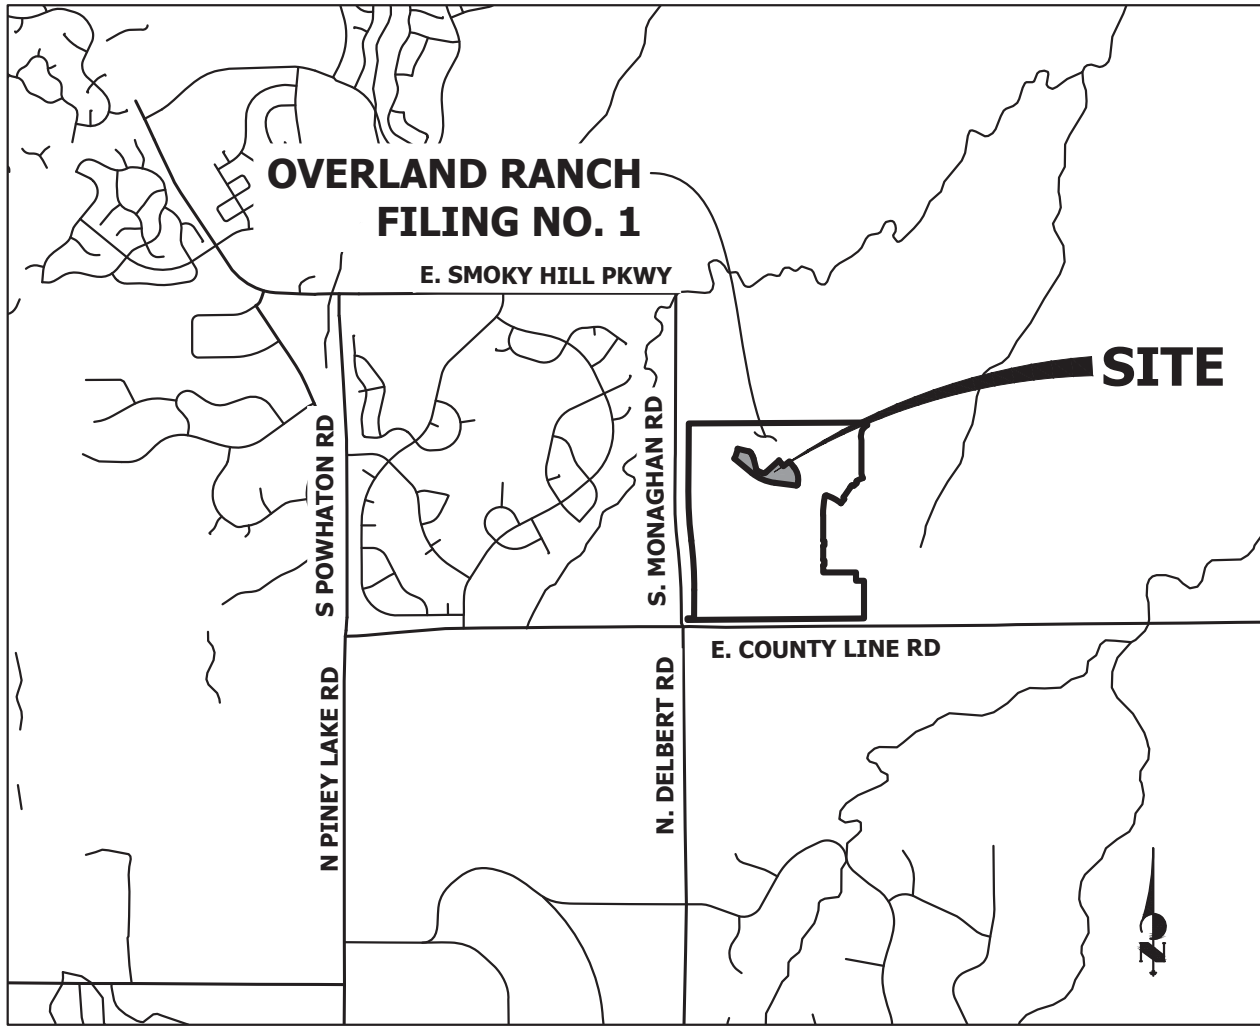 OVERLAND RANCH
FILING NO. 1
E. SMOKY HILL PKWY
SITE
S POWHATON RD
S. MONAGHAN RD
E. COUNTY LINE RD
N PINEY LAKE RD
N. DELBERT RD
N